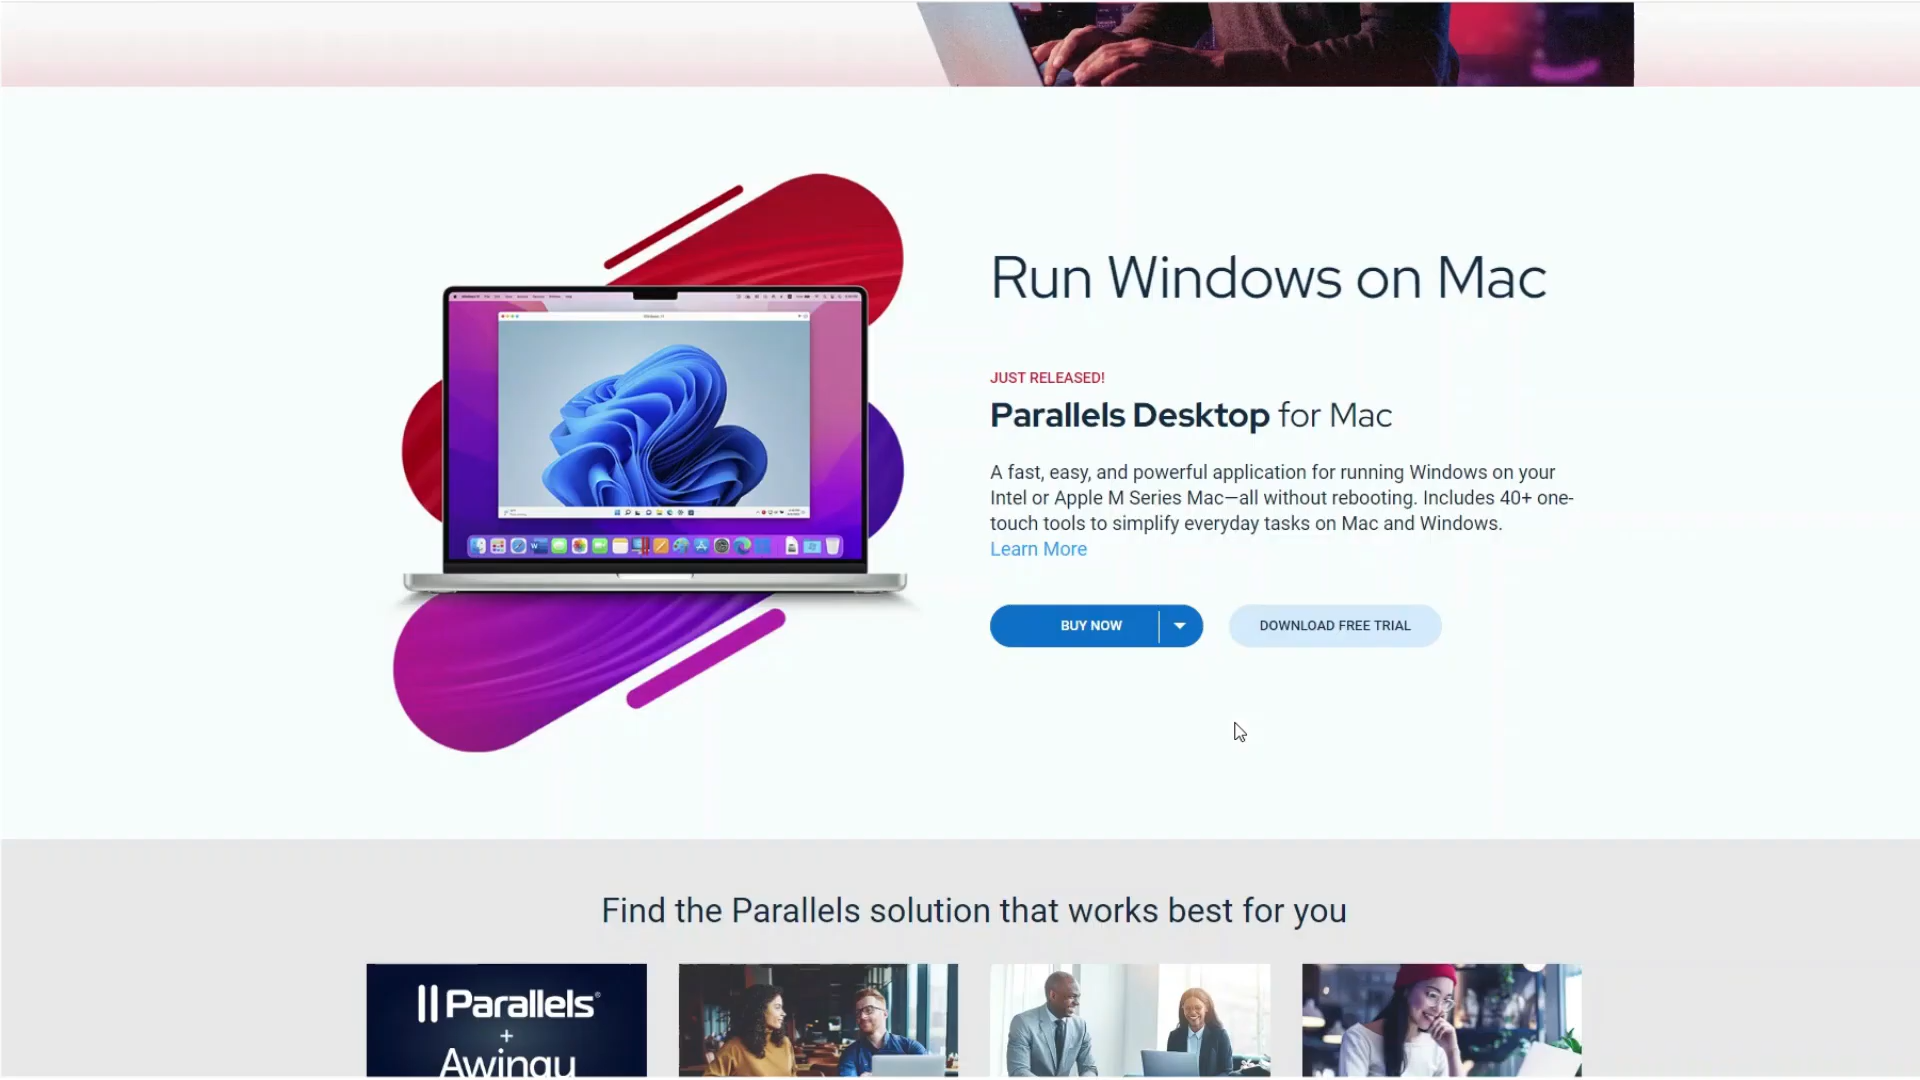 Run Windows on Mac
JUST RELEASED!
Parallels Desktop for Mac
A fast, easy, and powerful application for running Windows on your
Intel or Apple M Series Mac—all without rebooting. Includes 40+ one-
touch tools to simplify everyday tasks on Mac and Windows.
Learn More
BUY NOW
DOWNLOAD FREE TRIAL
Find the Parallels solution that works best for you
Parallels®
+
Awingu